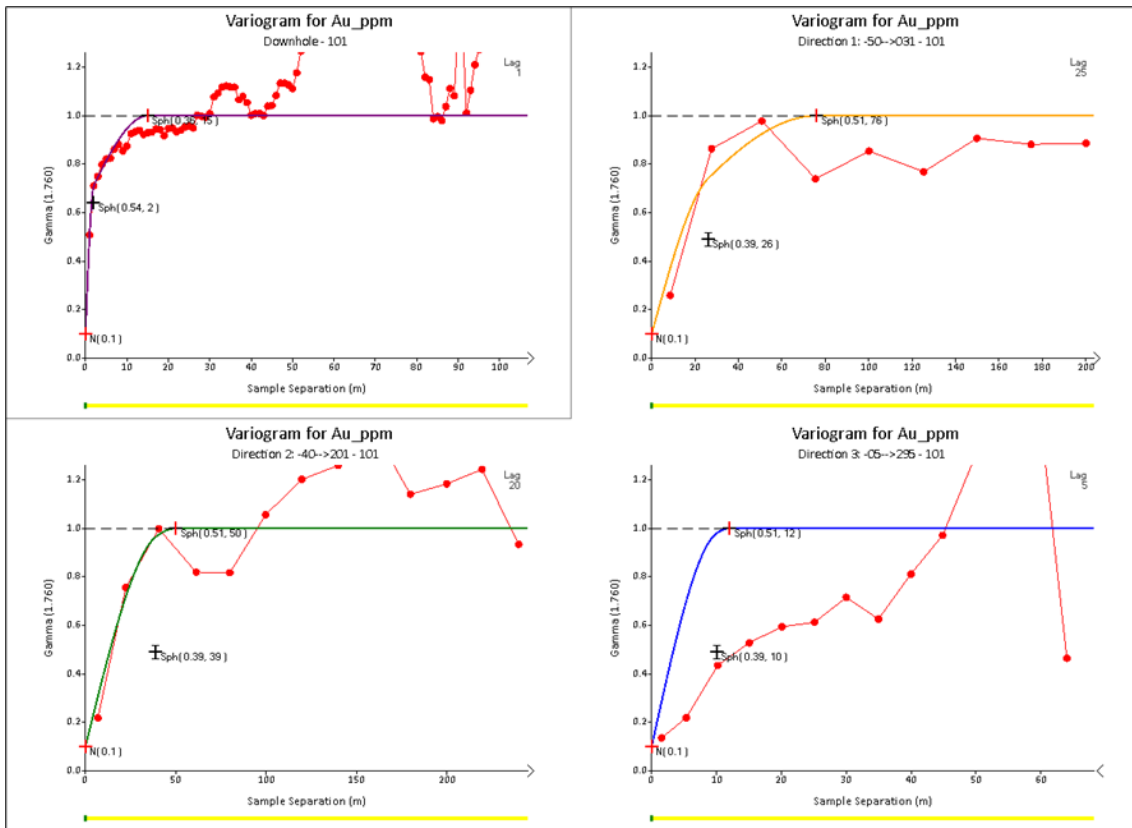 Variogram for Au_ppm
Downhole - 101
Lag
1
Gamma (1.760)
1.2
1.0
0.8
0.6
0.4
0.2
0.0
Sph(0.36, 15)
Sph(0.54, 2)
N(0.1)
0 10 20 30 40 50 60 70 80 90 100
Sample Separation (m)
Variogram for Au_ppm
Direction 1: -50-->031 - 101
Lag
25
Gamma (1.760)
1.2
1.0
0.8
0.6
0.4
0.2
0.0
Sph(0.51, 76)
Sph(0.39, 26)
N(0.1)
0 20 40 60 80 100 120 140 160 180 200
Sample Separation (m)
Variogram for Au_ppm
Direction 2: -40-->201 - 101
Lag
20
Gamma (1.760)
1.2
1.0
0.8
0.6
0.4
0.2
0.0
Sph(0.51, 50)
Sph(0.39, 39)
N(0.1)
0 50 100 150 200
Sample Separation (m)
Variogram for Au_ppm
Direction 3: -05-->295 - 101
Lag
5
Gamma (1.760)
1.2
1.0
0.8
0.6
0.4
0.2
0.0
Sph(0.51, 12)
Sph(0.39, 10)
N(0.1)
0 10 20 30 40 50 60
Sample Separation (m)